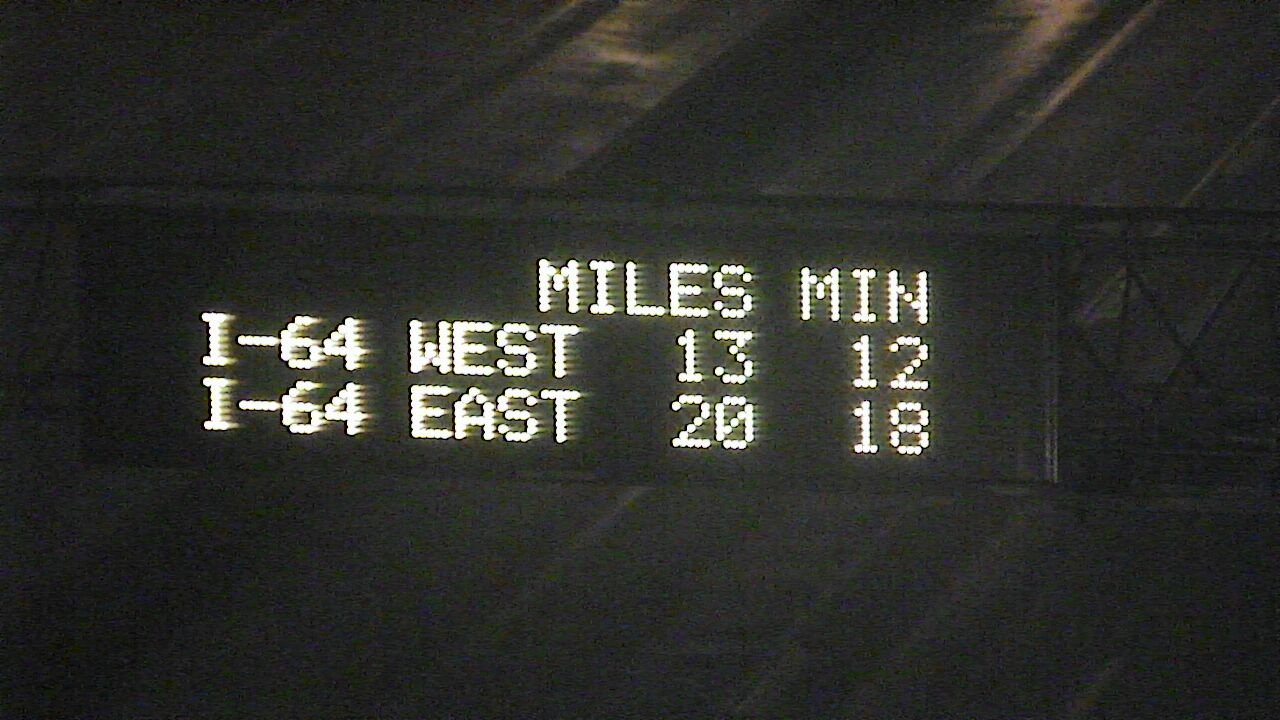 MILES MIN
I-64 WEST 13 12
I-64 EAST 20 18